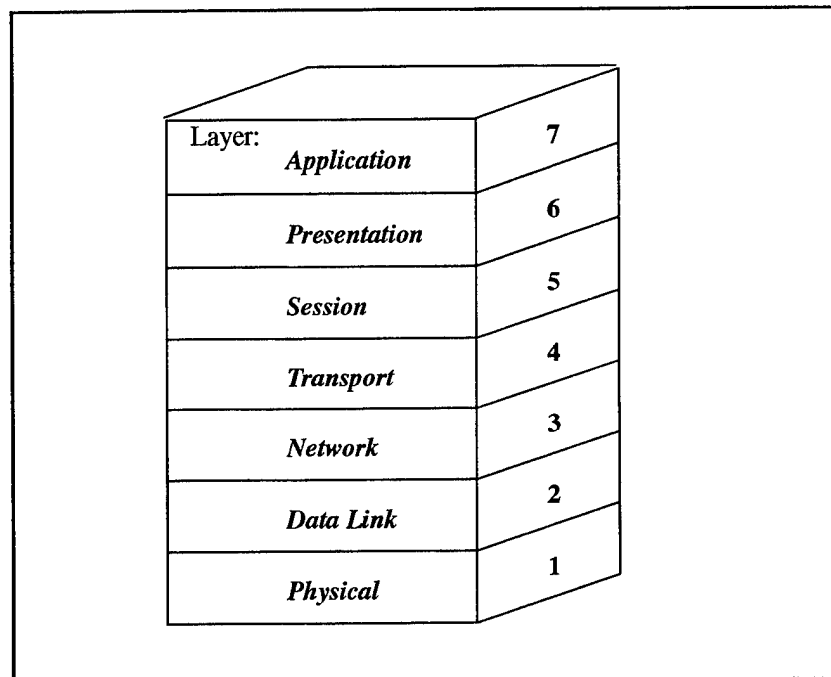 Layer:
Application 7
Presentation 6
Session 5
Transport 4
Network 3
Data Link 2
Physical 1